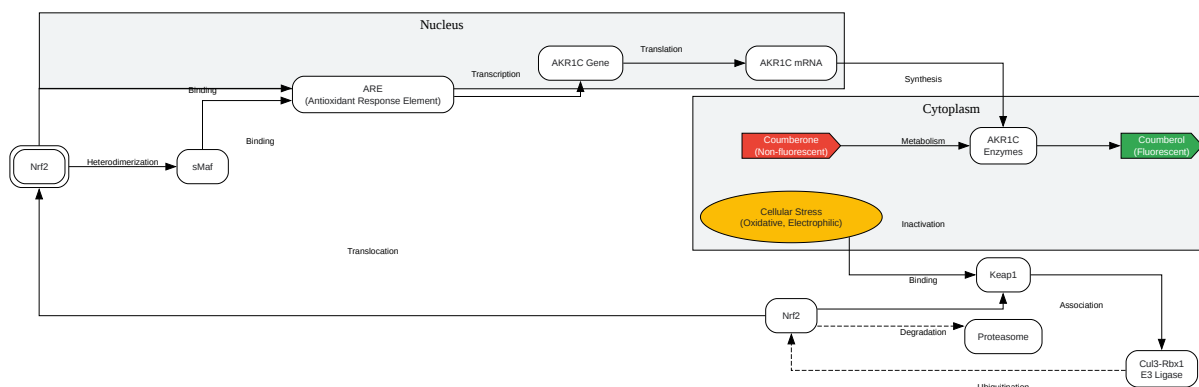 Nucleus
AKR1C Gene
Translation
AKR1C mRNA
Transcription
Synthesis
ARE
(Antioxidant Response Element)
Binding
Binding
Cytoplasm
Coumberone
(Non-fluorescent)
Metabolism
AKR1C
Enzymes
Coumberol
(Fluorescent)
Nrf2
Heterodimerization
sMaf
Cellular Stress
(Oxidative, Electrophilic)
Inactivation
Translocation
Binding
Keap1
Association
Nrf2
Degradation
Proteasome
Cul3-Rbx1
E3 Ligase
Ubiquitination